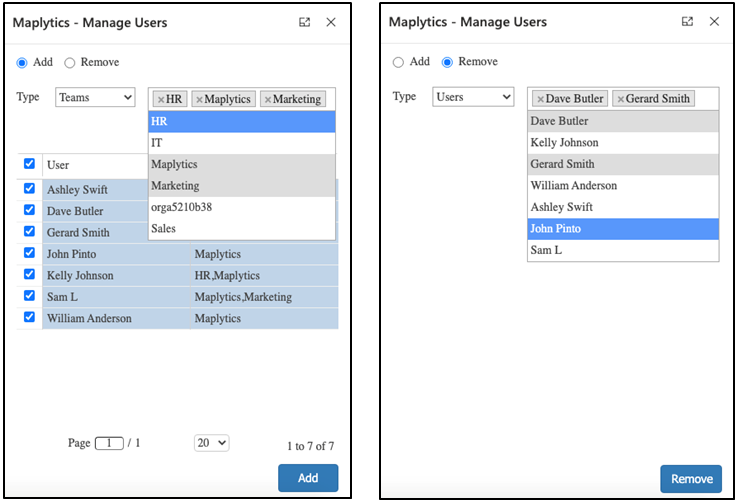 Maplytics - Manage Users
Add Remove
Type Teams ×HR ×Maplytics ×Marketing
HR
IT
Maplytics
Marketing
orga5210b38
Sales
User
Ashley Swift
Dave Butler
Gerard Smith
John Pinto Maplytics
Kelly Johnson HR,Maplytics
Sam L Maplytics,Marketing
William Anderson Maplytics
Page 1 / 1 20 1 to 7 of 7
Add
Maplytics - Manage Users
Add Remove
Type Users ×Dave Butler ×Gerard Smith
Dave Butler
Kelly Johnson
Gerard Smith
William Anderson
Ashley Swift
John Pinto
Sam L
Remove